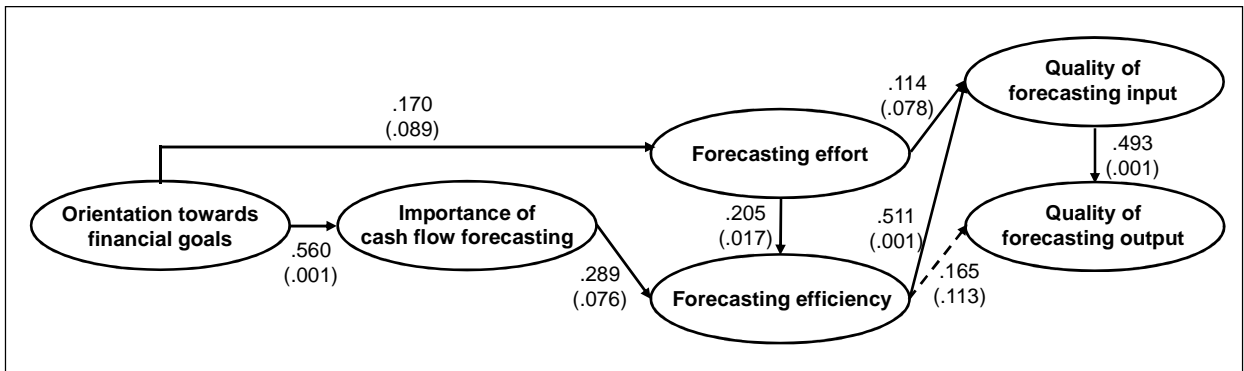 Quality of
forecasting input
.114
(.078)
.170
(.089)
Forecasting effort
.493
(.001)
Orientation towards
financial goals
Importance of
cash flow forecasting
.205
(.017)
.511
(.001)
Quality of
forecasting output
.560
(.001)
.289
(.076)
Forecasting efficiency
.165
(.113)